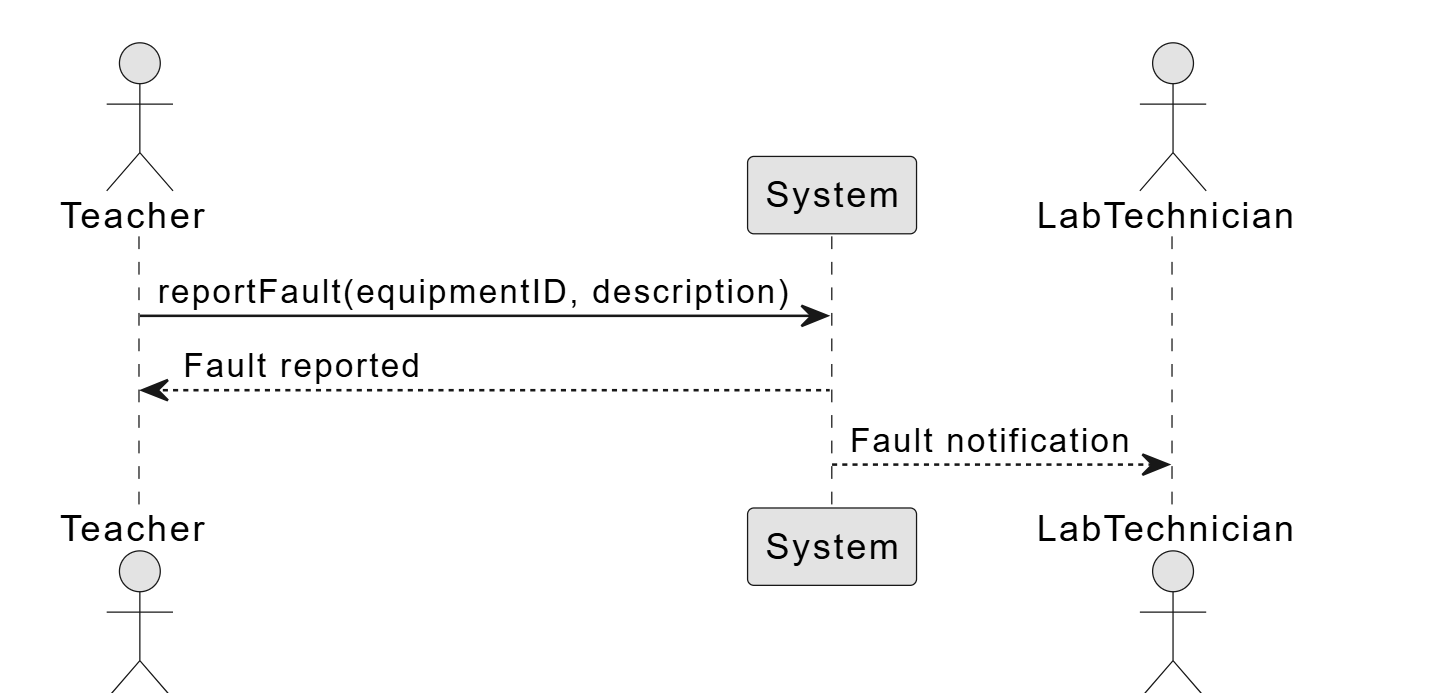 Teacher
System
LabTechnician
reportFault(equipmentID, description)
Fault reported
Fault notification
Teacher
System
LabTechnician